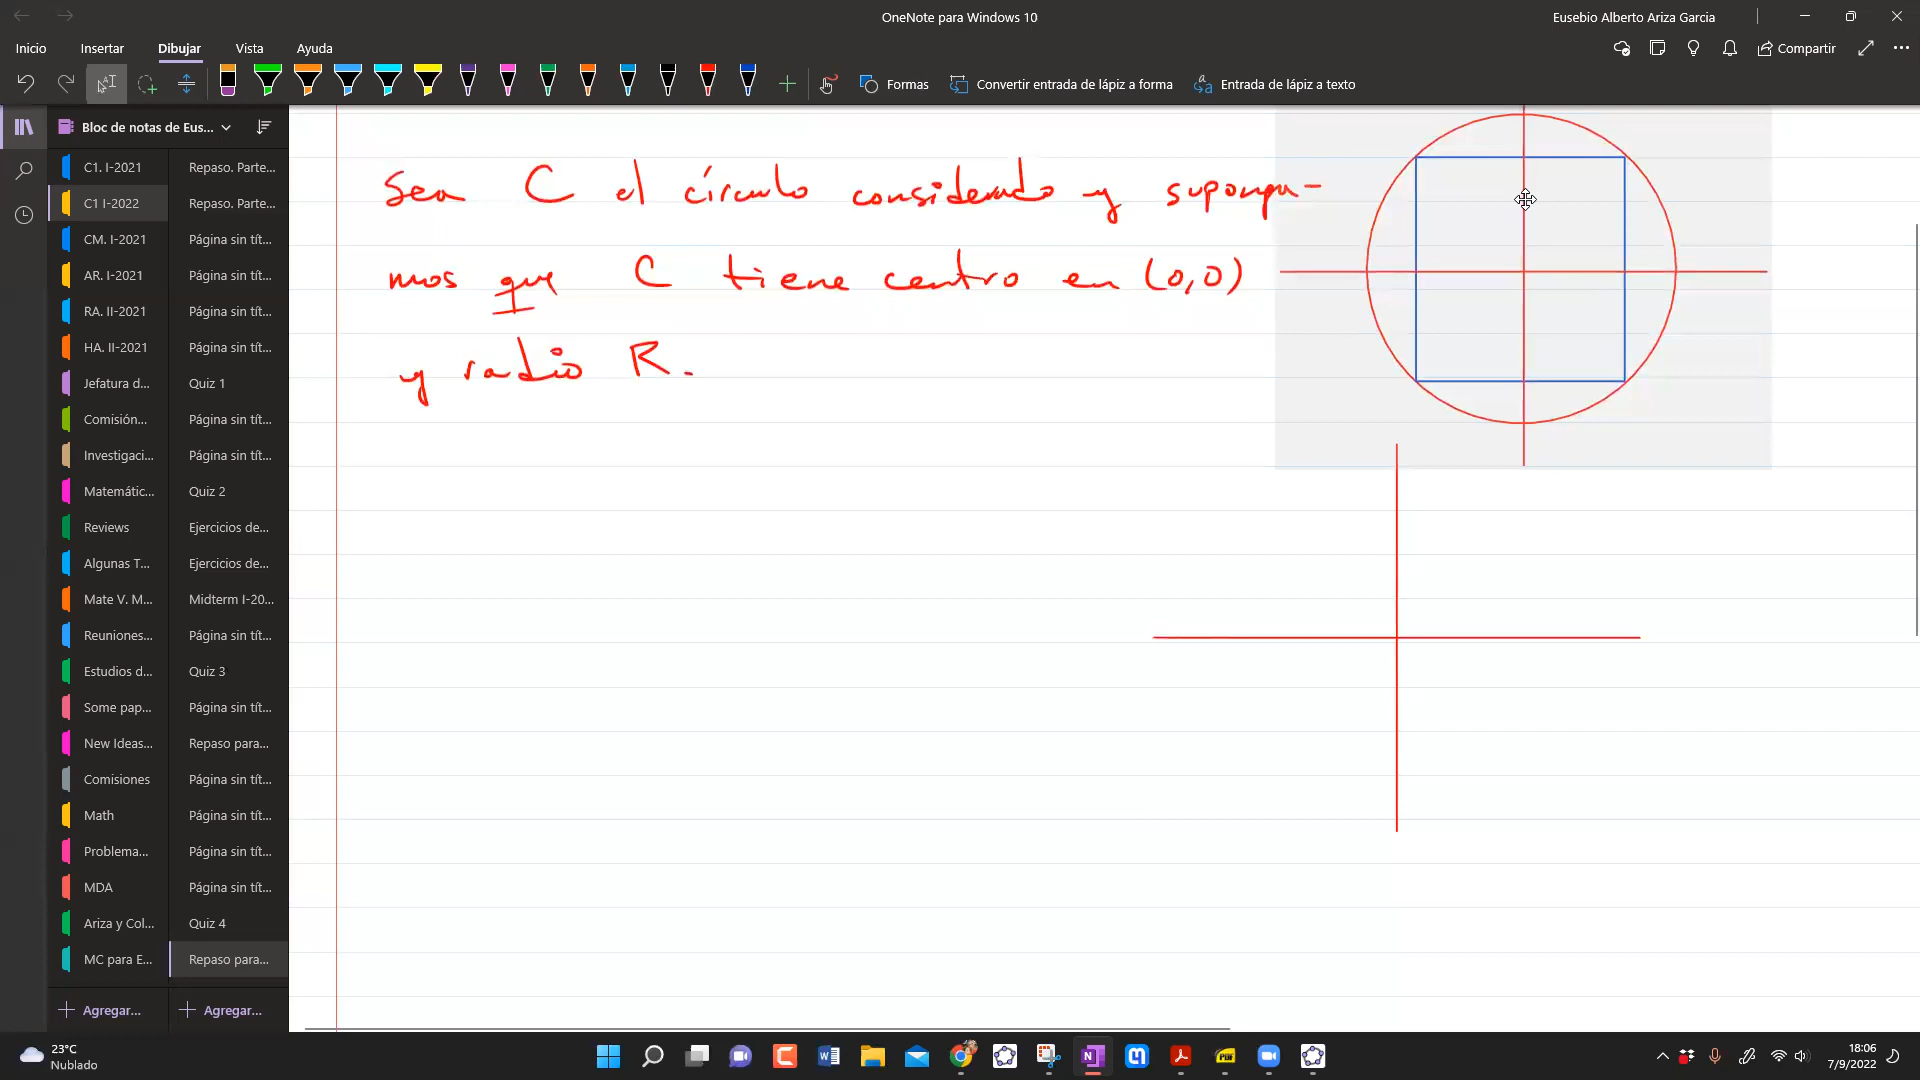 OneNote para Windows 10
Eusebio Alberto Ariza Garcia
Inicio
Insertar
Dibujar
Vista
Ayuda
Compartir
Formas
Convertir entrada de lápiz a forma
Entrada de lápiz a texto
Bloc de notas de Eus...
C1. I-2021
C1 I-2022
CM. I-2021
AR. I-2021
RA. II-2021
HA. II-2021
Jefatura d...
Comisión...
Investigaci...
Matemátic...
Reviews
Algunas T...
Mate V. M...
Reuniones...
Estudios d...
Some pap...
New Ideas...
Comisiones
Math
Problema...
MDA
Ariza y Col...
MC para E...
Agregar...
Repaso. Parte...
Repaso. Parte...
Página sin tít...
Página sin tít...
Página sin tít...
Página sin tít...
Quiz 1
Página sin tít...
Página sin tít...
Quiz 2
Ejercicios de...
Ejercicios de...
Midterm I-20...
Página sin tít...
Quiz 3
Página sin tít...
Repaso para...
Página sin tít...
Página sin tít...
Página sin tít...
Página sin tít...
Quiz 4
Repaso para...
Agregar...
Sea C el círculo considerado y suponga-
mos que C tiene centro en (0,0)
y radio R.
23°C
Nublado
18:06
7/9/2022